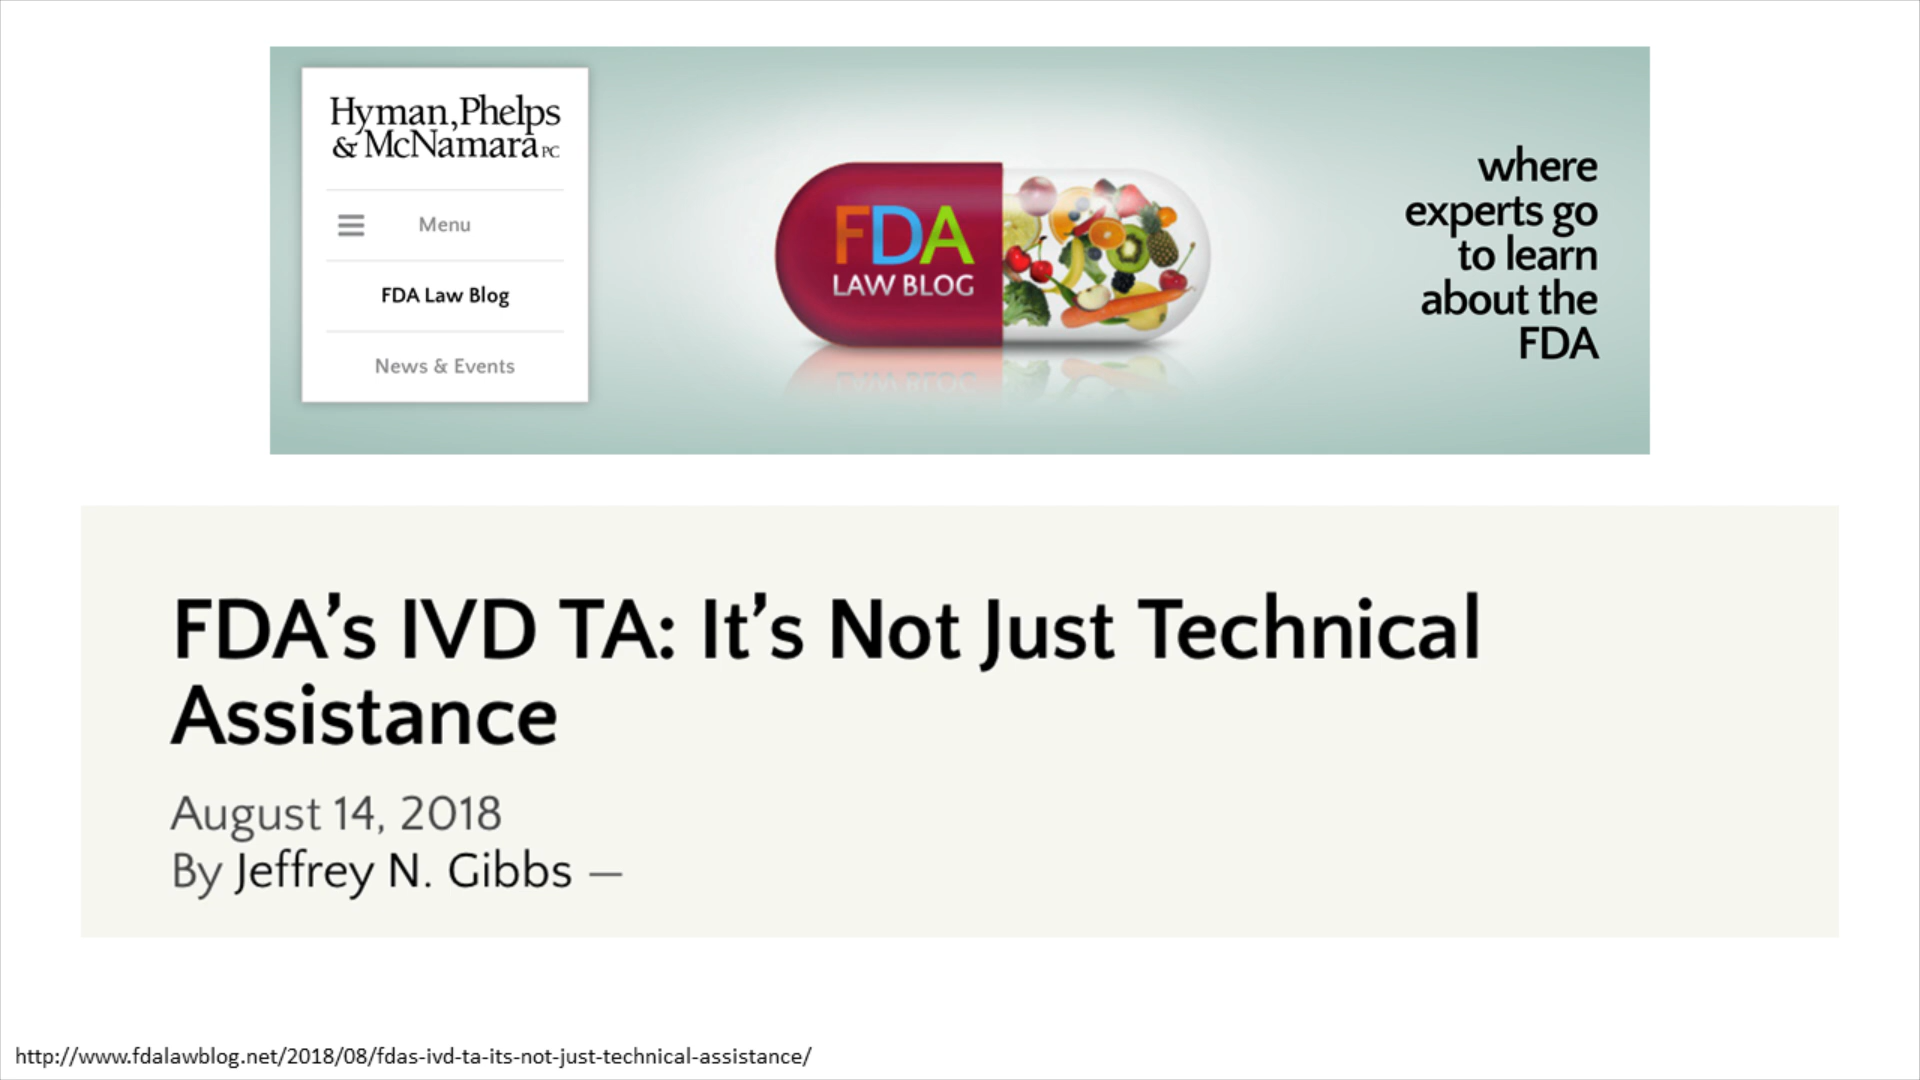 Hyman, Phelps
& McNamara PC
Menu
FDA Law Blog
News & Events
FDA
LAW BLOG
where
experts go
to learn
about the
FDA
FDA’s IVD TA: It’s Not Just Technical
Assistance
August 14, 2018
By Jeffrey N. Gibbs —
http://www.fdalawblog.net/2018/08/fdas-ivd-ta-its-not-just-technical-assistance/